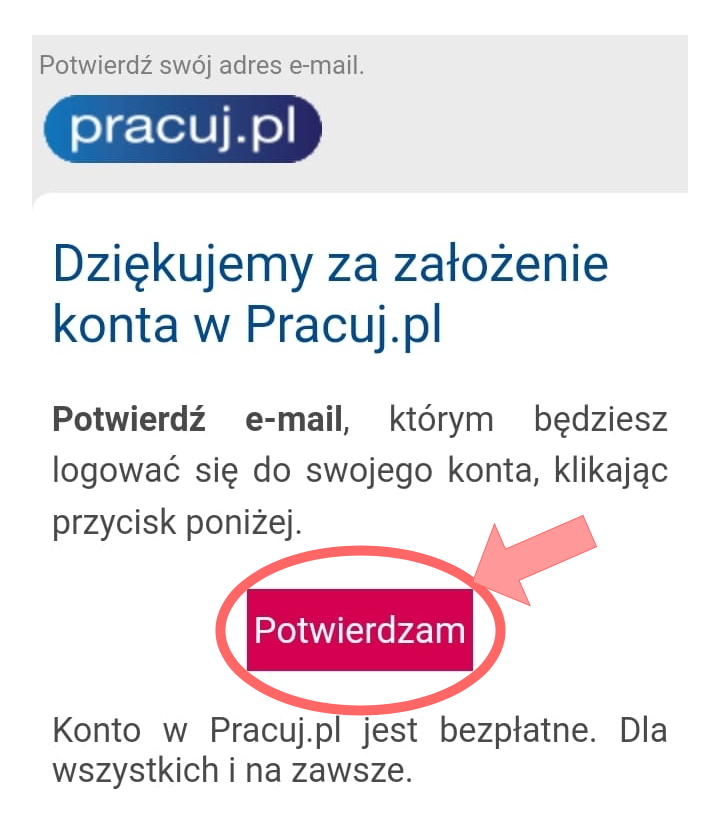 Potwierdź swój adres e-mail.
pracuj.pl
Dziękujemy za założenie
konta w Pracuj.pl
Potwierdź e-mail, którym będziesz
logować się do swojego konta, klikając
przycisk poniżej.
Potwierdzam
Konto w Pracuj.pl jest bezpłatne. Dla
wszystkich i na zawsze.